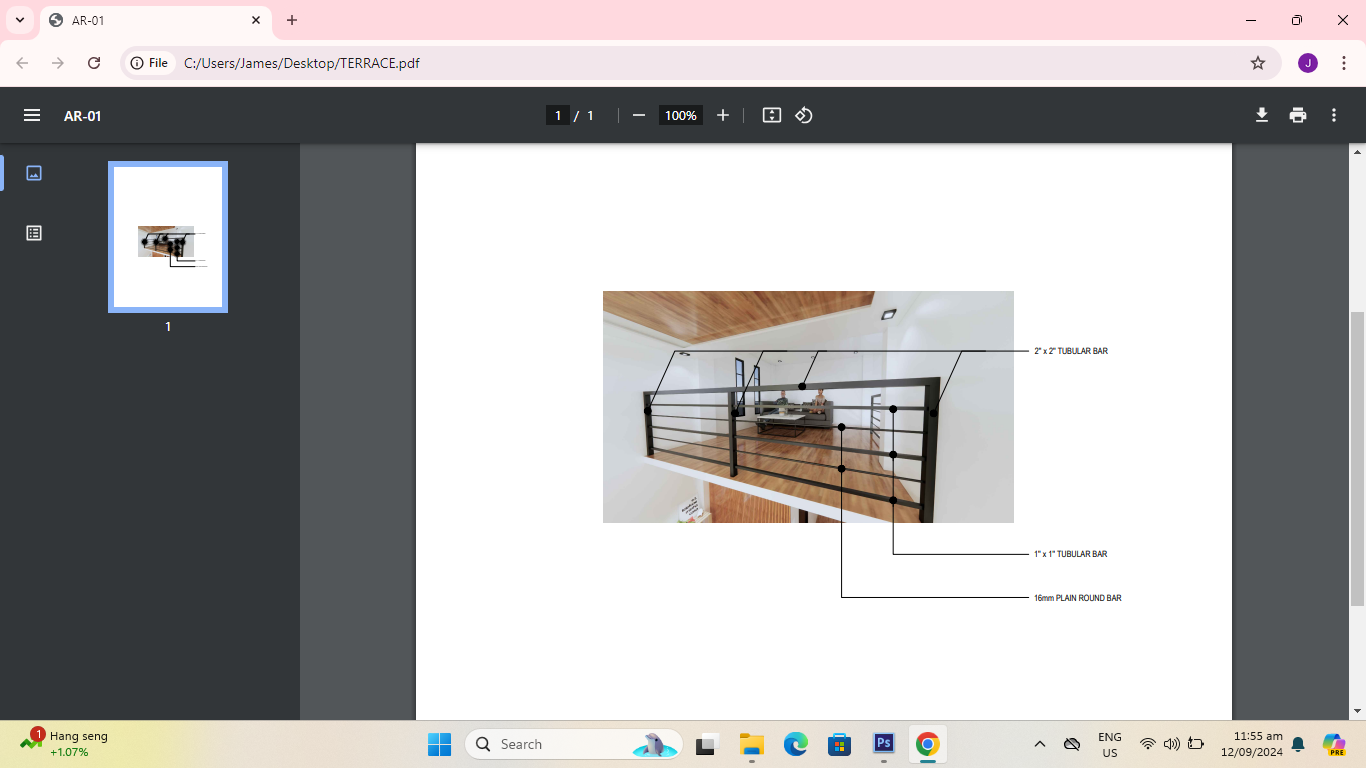 AR-01
File
C:/Users/James/Desktop/TERRACE.pdf
J
AR-01
1 / 1
100%
1
2" x 2" TUBULAR BAR
1" x 1" TUBULAR BAR
16mm PLAIN ROUND BAR
1
Hang seng
+1.07%
Search
Ps
ENG
US
11:55 am
12/09/2024
PRE